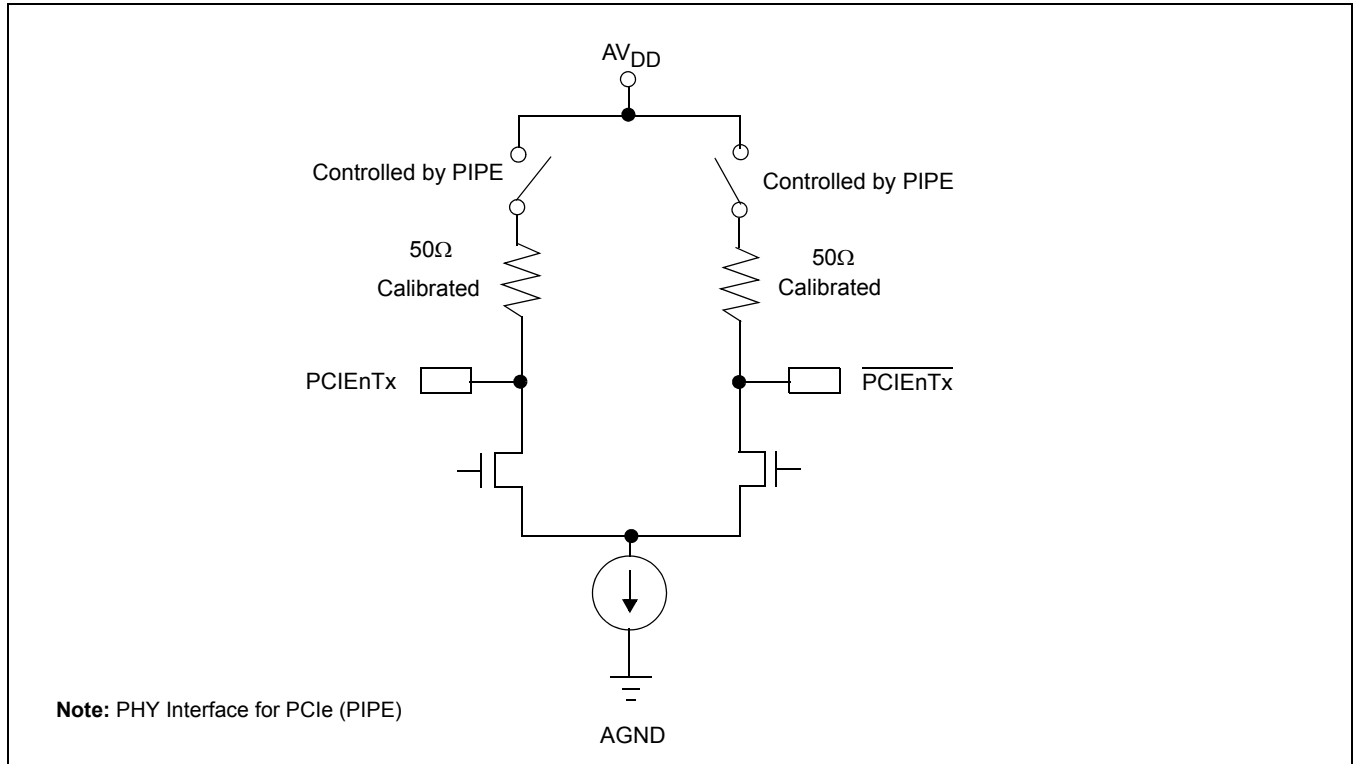 AVDD
Controlled by PIPE
Controlled by PIPE
50Ω
Calibrated
50Ω
Calibrated
PCIEnTx
PCIEnTx
Note: PHY Interface for PCIe (PIPE)
AGND